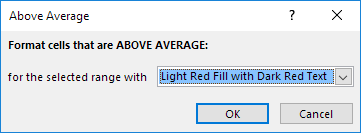 Above Average
Format cells that are ABOVE AVERAGE:
for the selected range with Light Red Fill with Dark Red Text
OK Cancel